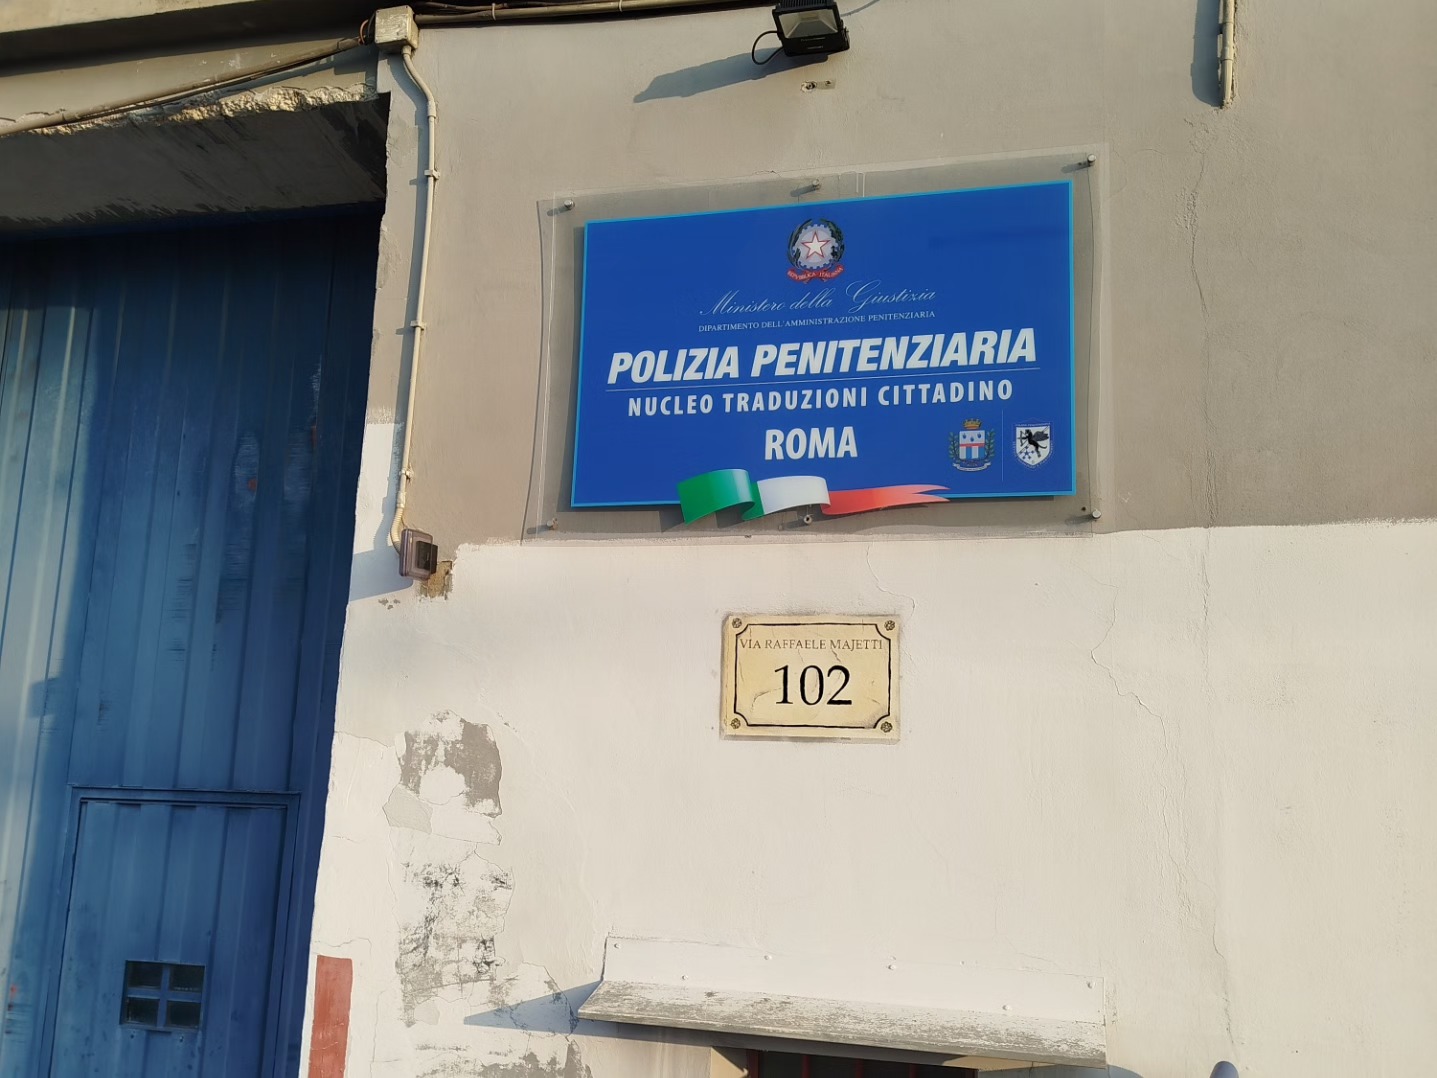 REPUBBLICA ITALIANA
Ministero della Giustizia
DIPARTIMENTO DELL'AMMINISTRAZIONE PENITENZIARIA
POLIZIA PENITENZIARIA
NUCLEO TRADUZIONI CITTADINO
ROMA
VIA RAFFAELE MAJETTI
102